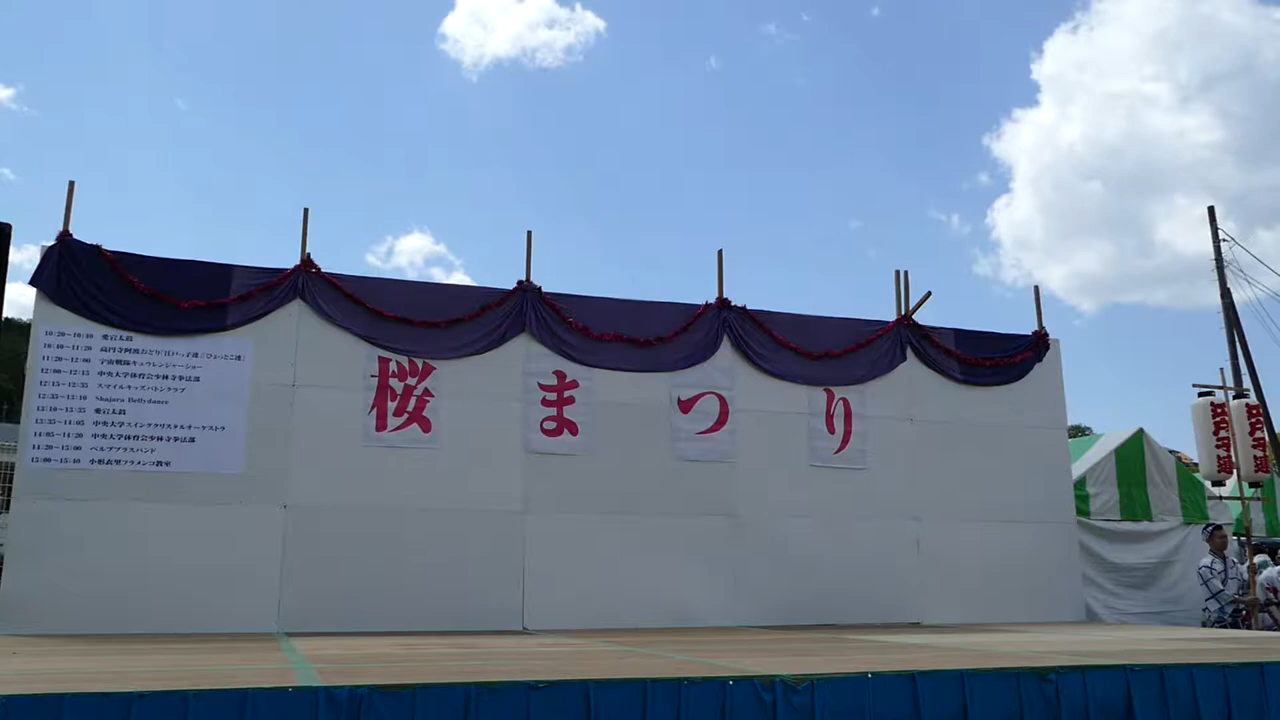 10:20~10:40 愛宕太鼓
10:40~11:20 高円寺阿波おどり「江戸っ子連」「ひょっとこ連」
11:20~12:00 宇宙戦隊キュウレンジャーショー
12:00~12:15 中央大学体育会少林寺拳法部
12:15~12:35 スマイルキッズバトンクラブ
12:35~13:10 Shajara Bellydance
13:10~13:35 愛宕太鼓
13:35~14:05 中央大学スイングクリスタルオーケストラ
14:05~14:20 中央大学体育会少林寺拳法部
14:20~15:00 ベルブブラスバンド
15:00~15:40 小形衣里フラメンコ教室
桜まつり
江戸っ子連
江戸っ子連